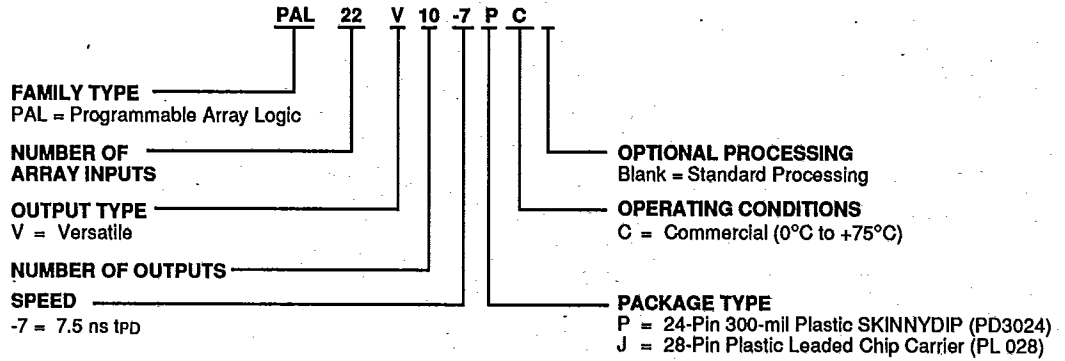 PAL 22 V 10 -7 P C
FAMILY TYPE
PAL = Programmable Array Logic
NUMBER OF
ARRAY INPUTS
OUTPUT TYPE
V = Versatile
NUMBER OF OUTPUTS
SPEED
-7 = 7.5 ns tPD
OPTIONAL PROCESSING
Blank = Standard Processing
OPERATING CONDITIONS
C = Commercial (0°C to +75°C)
PACKAGE TYPE
P = 24-Pin 300-mil Plastic SKINNYDIP (PD3024)
J = 28-Pin Plastic Leaded Chip Carrier (PL 028)